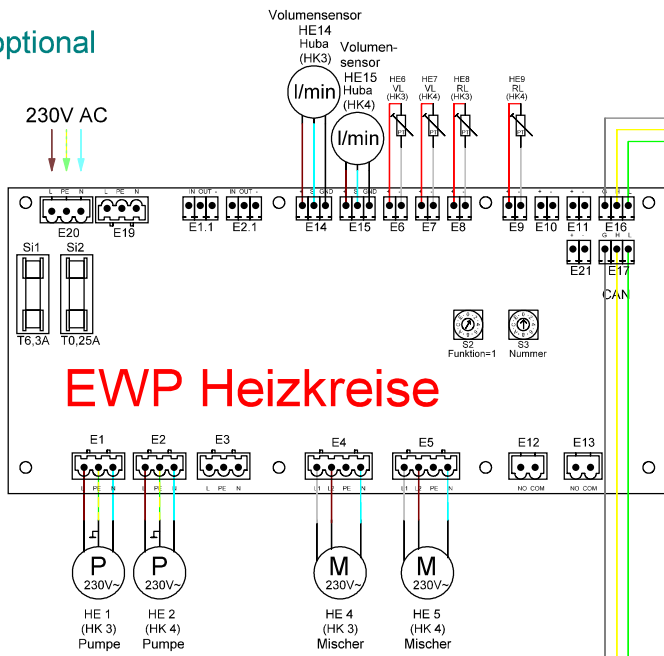 optional
Volumensensor
HE14
Huba
(HK3)
Volumen-
sensor
HE15
Huba
(HK4)
l/min
l/min
HE6
VL
(HK3)
HE7
VL
(HK4)
HE8
RL
(HK3)
HE9
RL
(HK4)
PT
PT
PT
PT
230V AC
L PE N
L PE N
IN OUT -
IN OUT -
+ S GND
+ S GND
+ -
+ -
+ -
+ -
+ -
+ -
G H L
E20
E19
E1.1
E2.1
E14
E15
E6
E7
E8
E9
E10
E11
E16
+ -
G H L
E21
E17
CAN
Si1
Si2
T6,3A
T0,25A
S2
Funktion=1
S3
Nummer
EWP Heizkreise
E1
E2
E3
E4
E5
E12
E13
L PE N
L PE N
L PE N
L1 L2 PE N
L1 L2 PE N
NO COM
NO COM
P
230V~
P
230V~
M
230V~
M
230V~
HE 1
(HK 3)
Pumpe
HE 2
(HK 4)
Pumpe
HE 4
(HK 3)
Mischer
HE 5
(HK 4)
Mischer